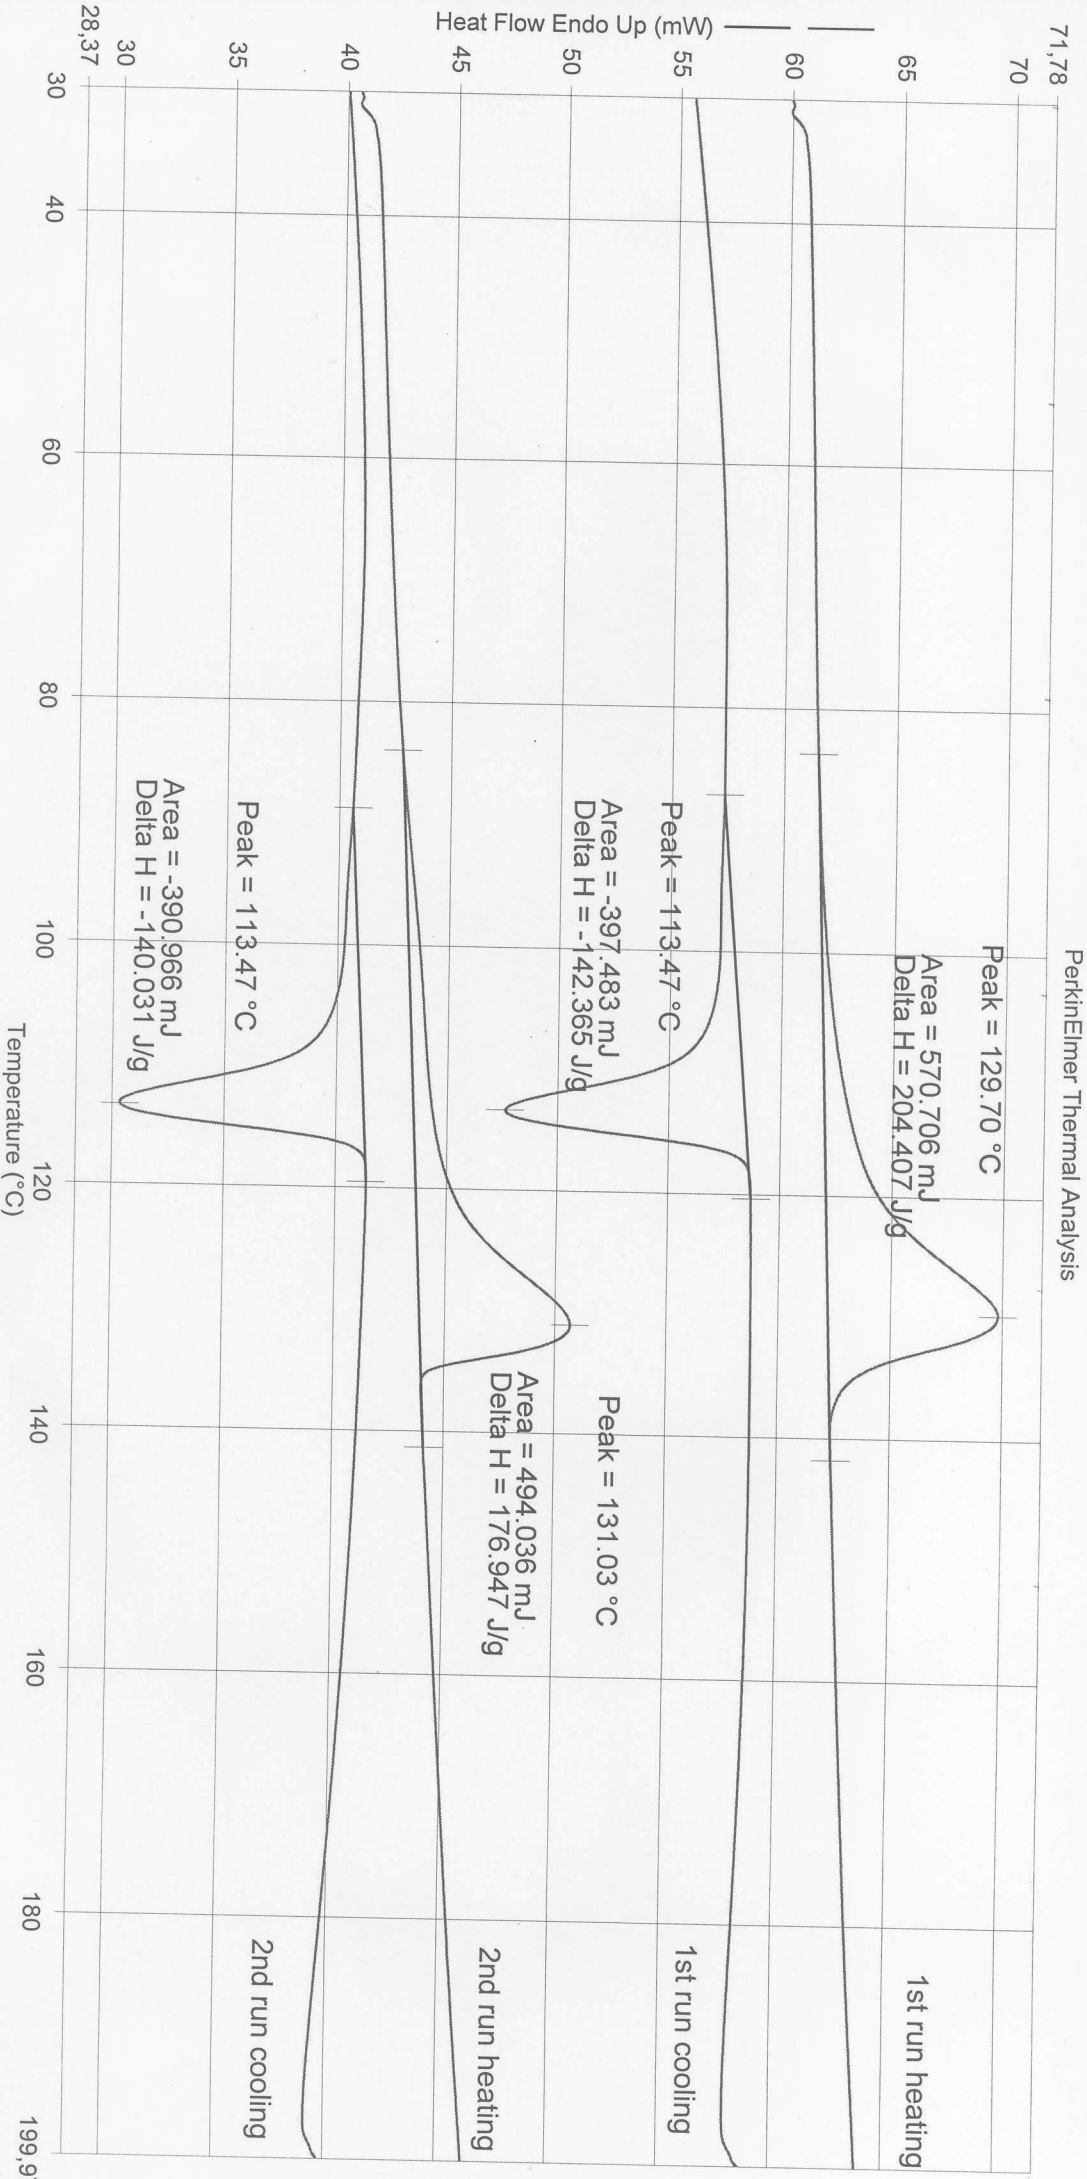 PerkinElmer Thermal Analysis
Heat Flow Endo Up (mW)
71,78
70
65
60
55
50
45
40
35
30
28,37
Peak = 129.70 °C
Area = 570.706 mJ
Delta H = 204.407 J/g
1st run heating
Peak = 113.47 °C
Area = -397.483 mJ
Delta H = -142.365 J/g
1st run cooling
Peak = 131.03 °C
Area = 494.036 mJ
Delta H = 176.947 J/g
2nd run heating
Peak = 113.47 °C
Area = -390.966 mJ
Delta H = -140.031 J/g
2nd run cooling
30
40
60
80
100
120
140
160
180
Temperature (°C)